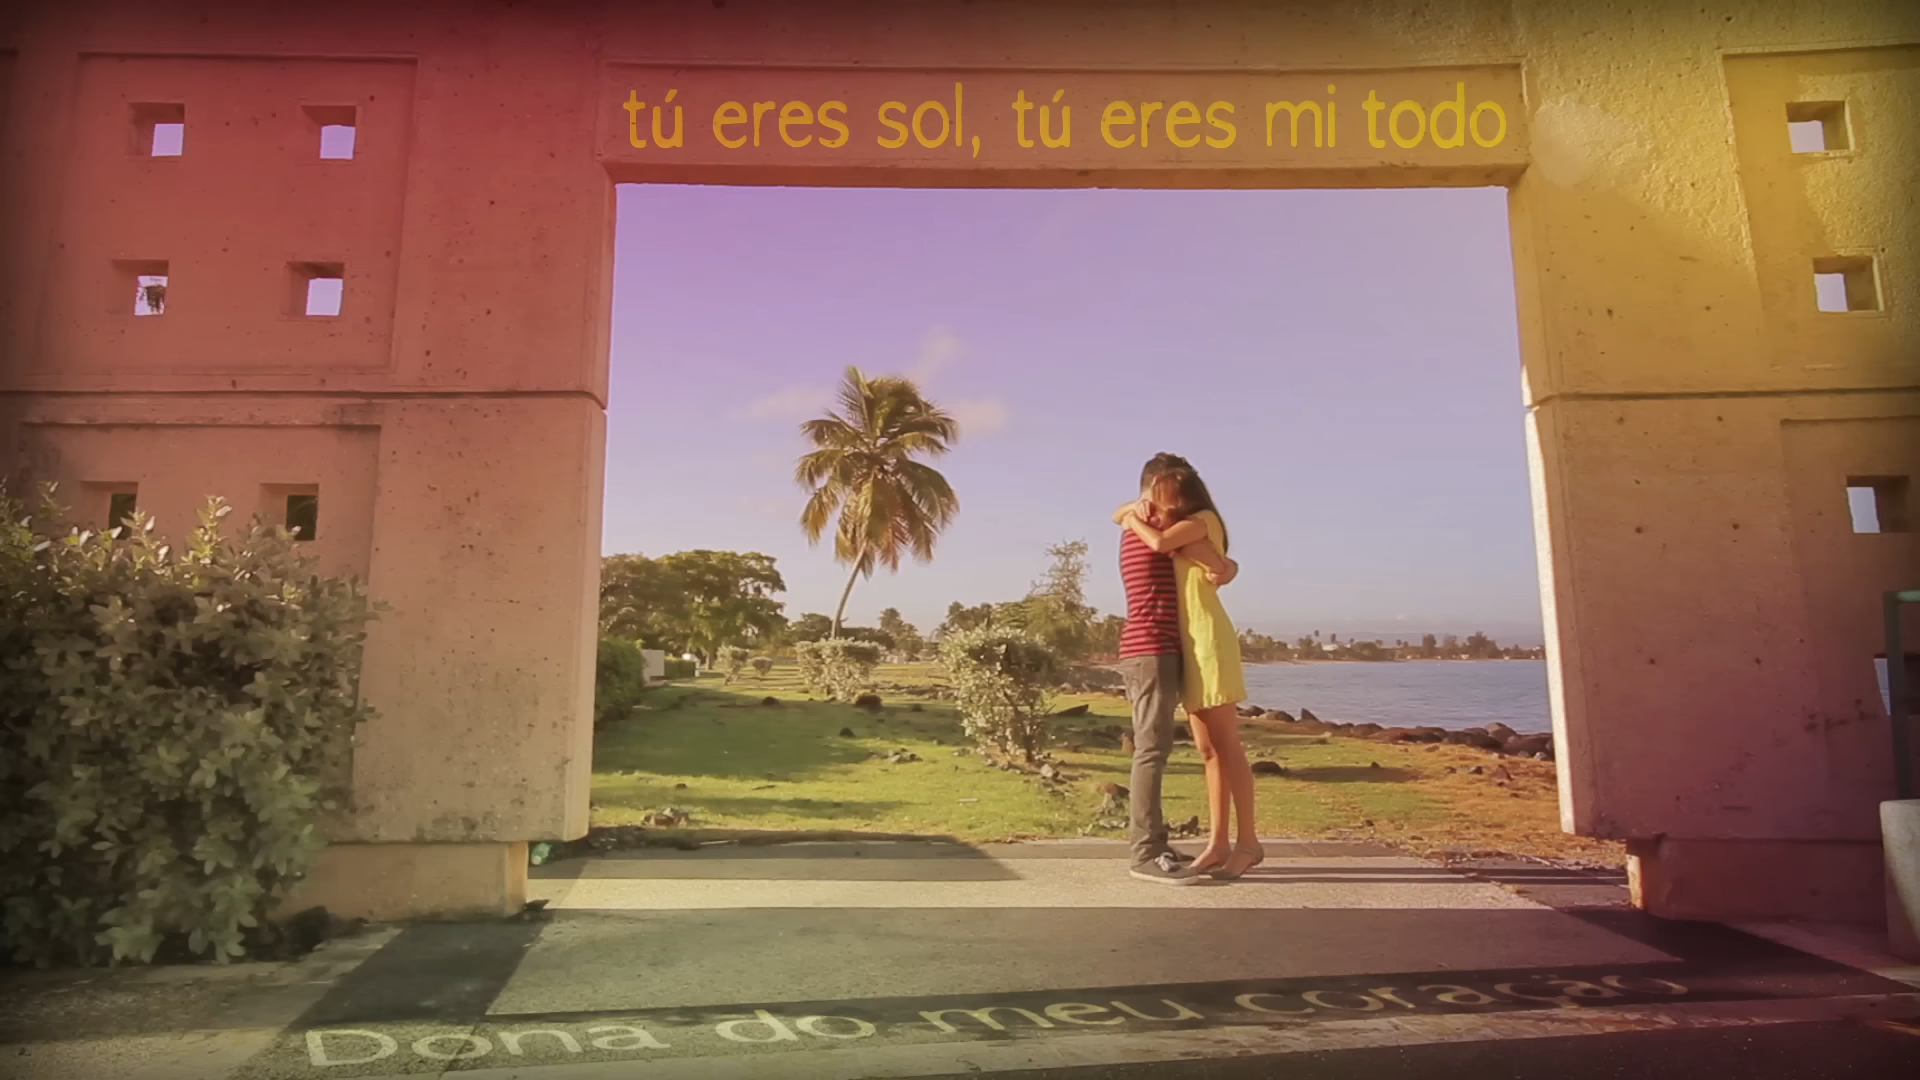 tú eres sol, tú eres mi todo
Dona do meu coração